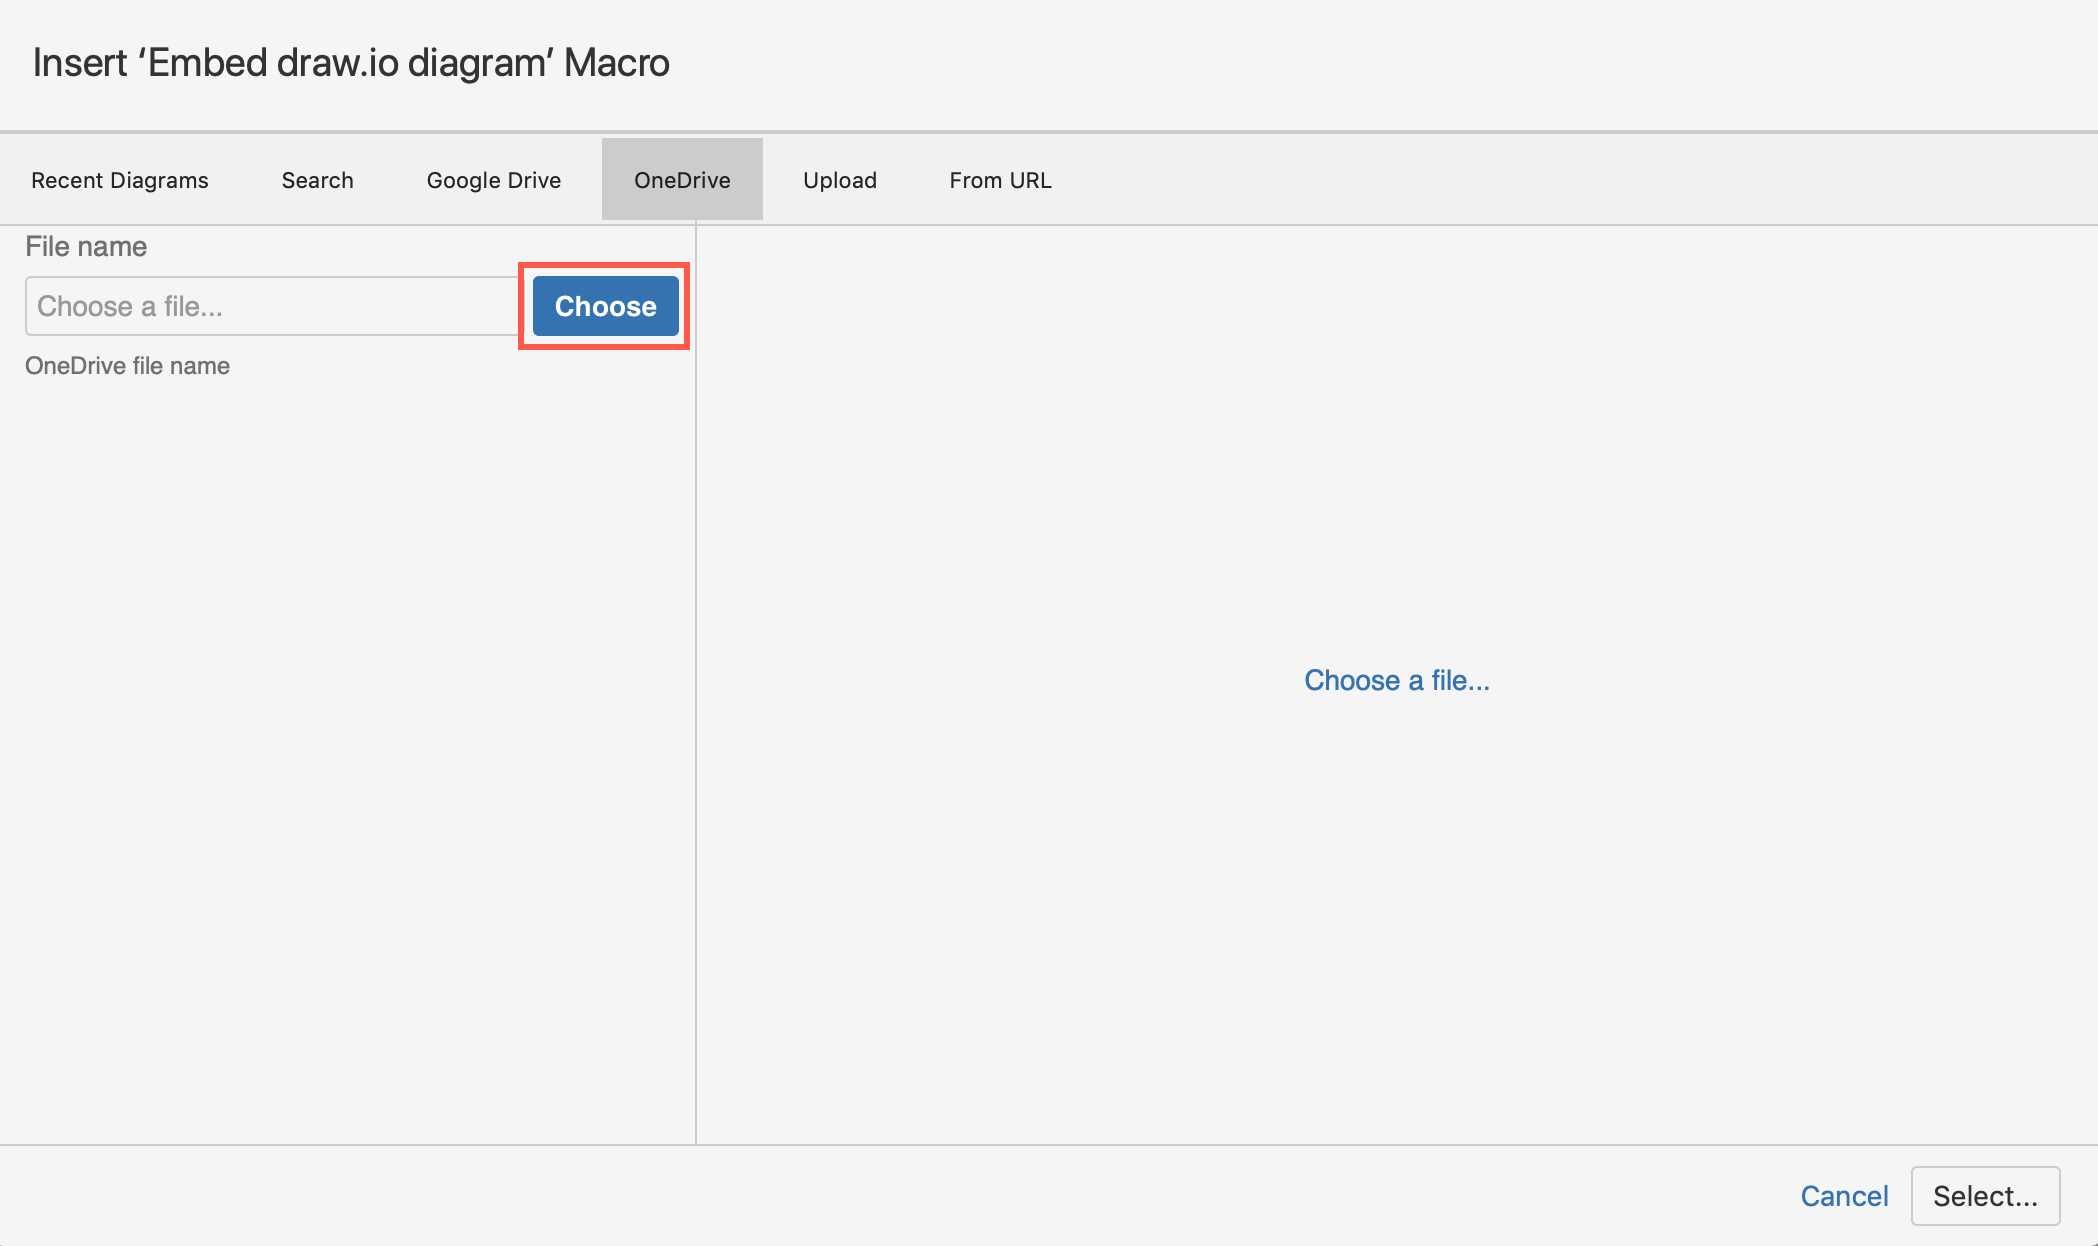 Insert ‘Embed draw.io diagram’ Macro
Recent Diagrams Search Google Drive OneDrive Upload From URL
File name
Choose a file... Choose
OneDrive file name
Choose a file...
Cancel Select...